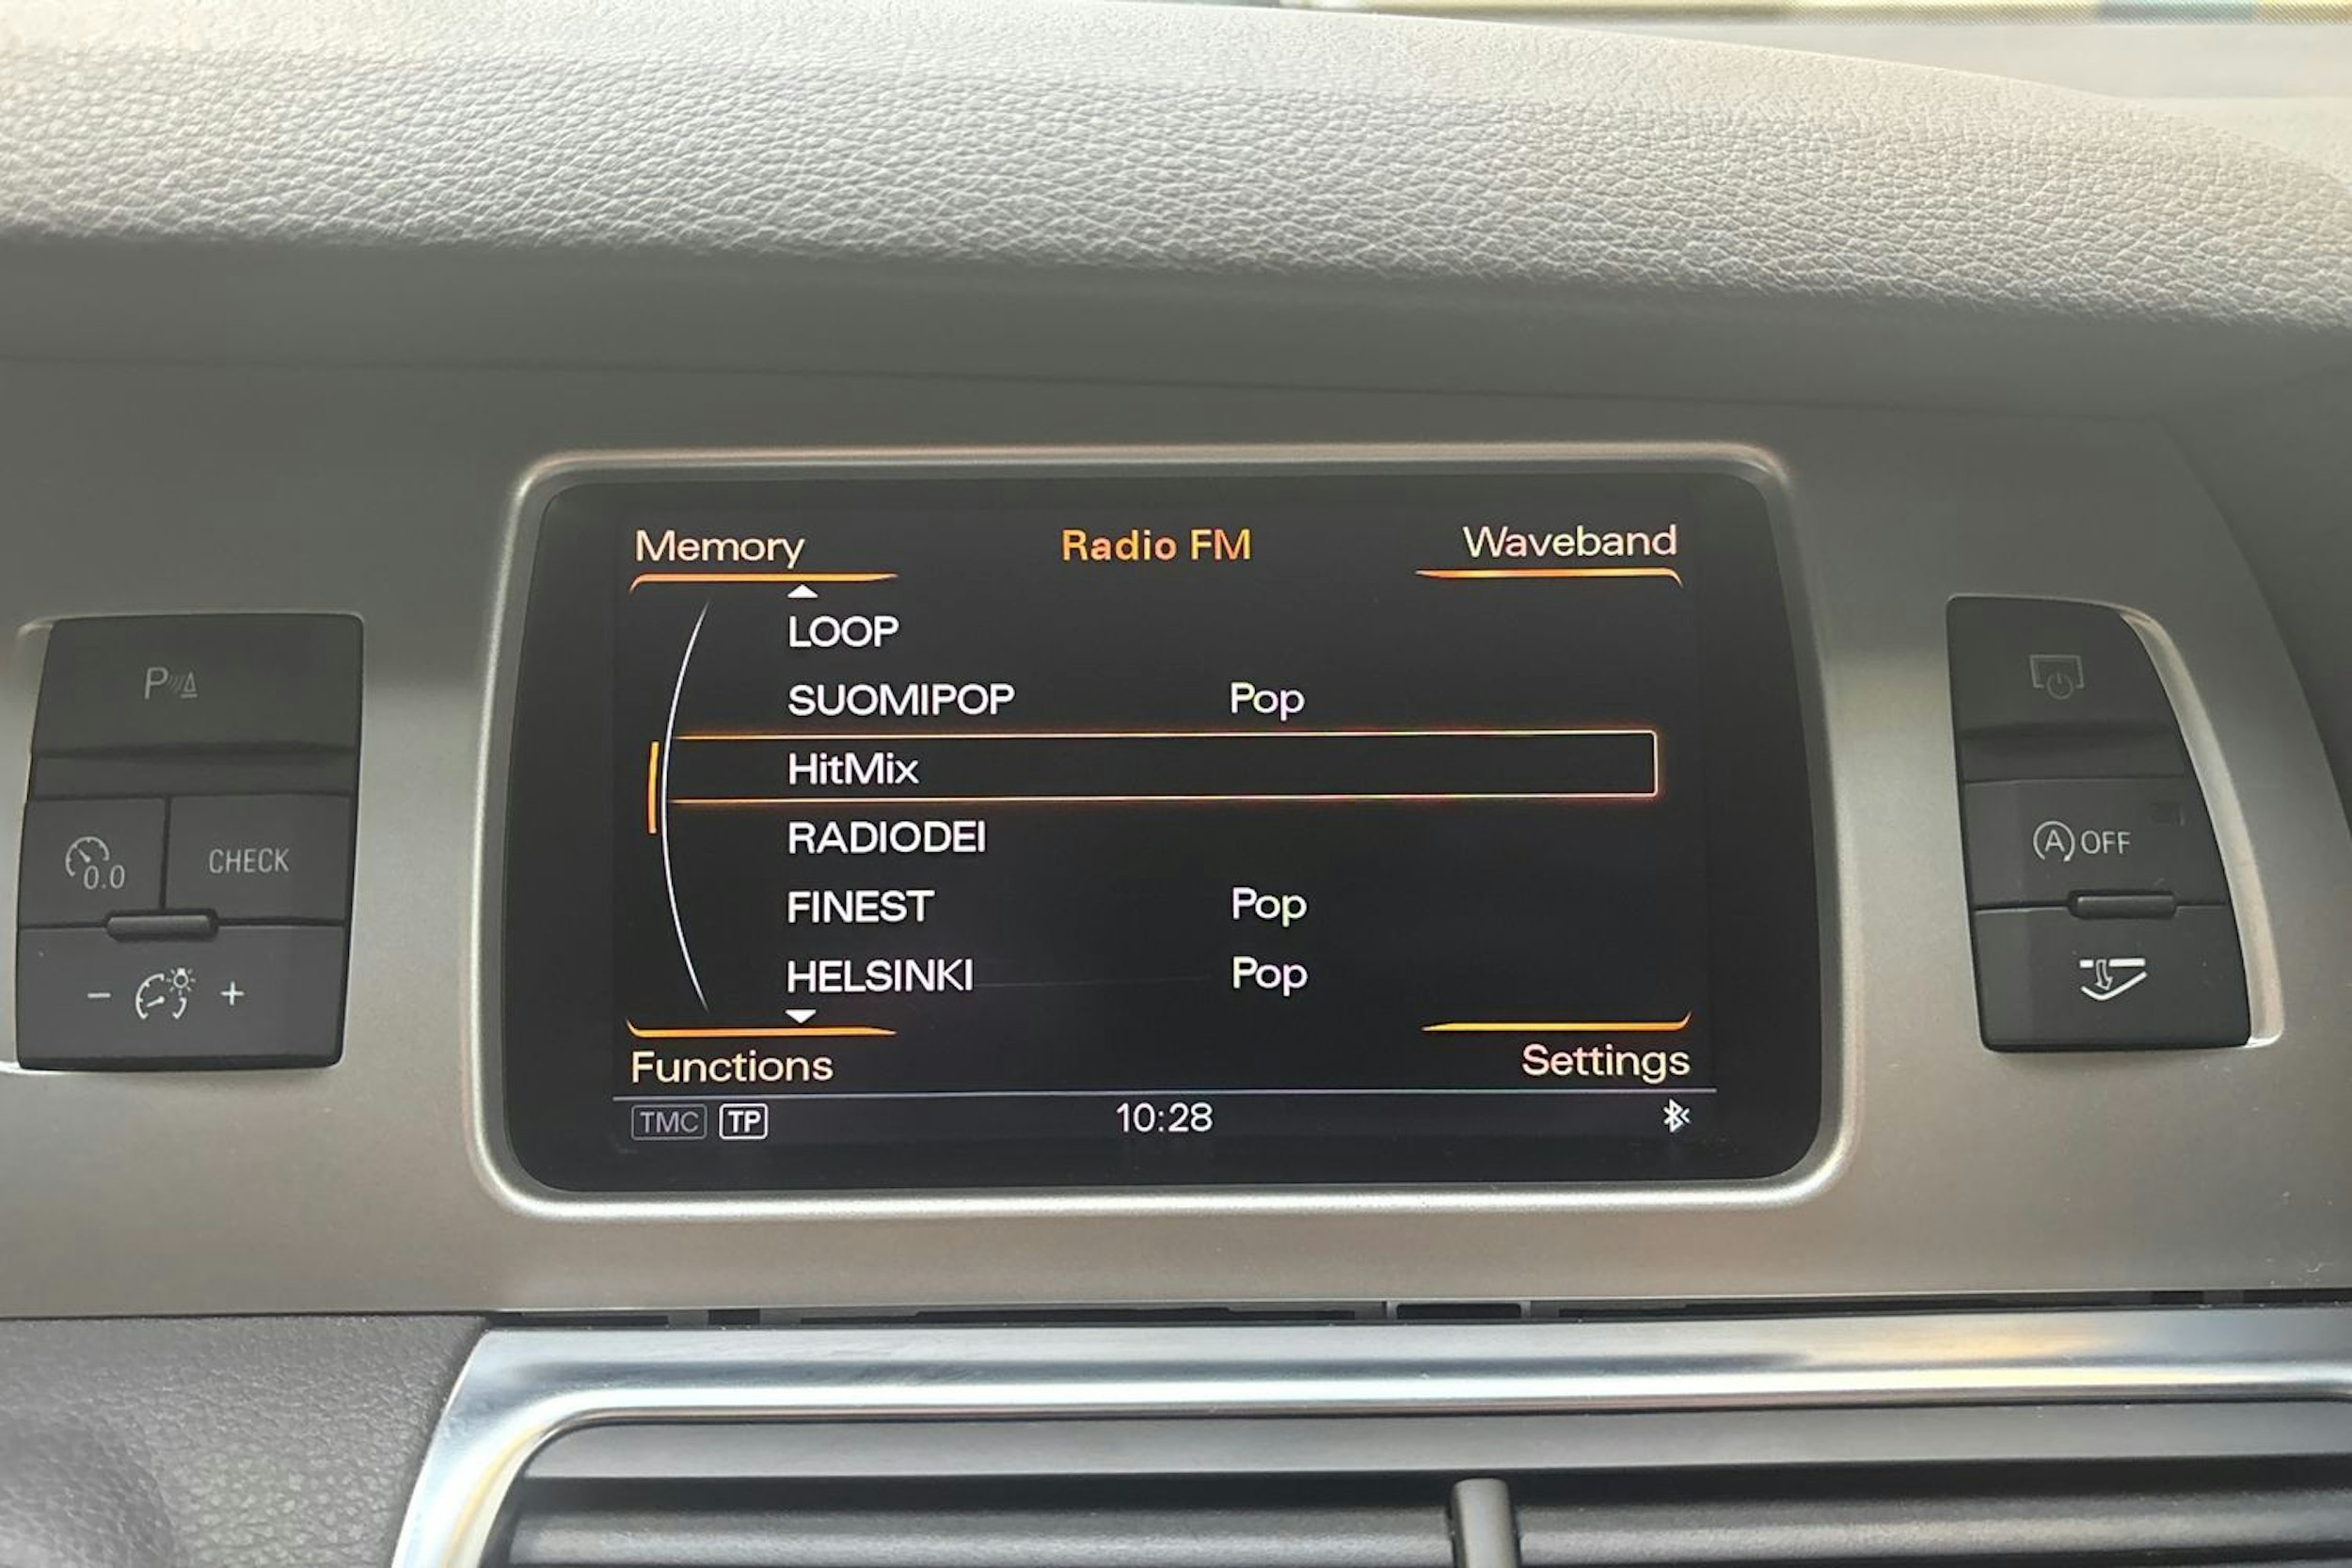 Memory Radio FM Waveband
LOOP
SUOMIPOP Pop
HitMix
RADIODEI
FINEST Pop
HELSINKI Pop
Functions Settings
TMC TP 10:28
P
0.0 CHECK
− +
A OFF